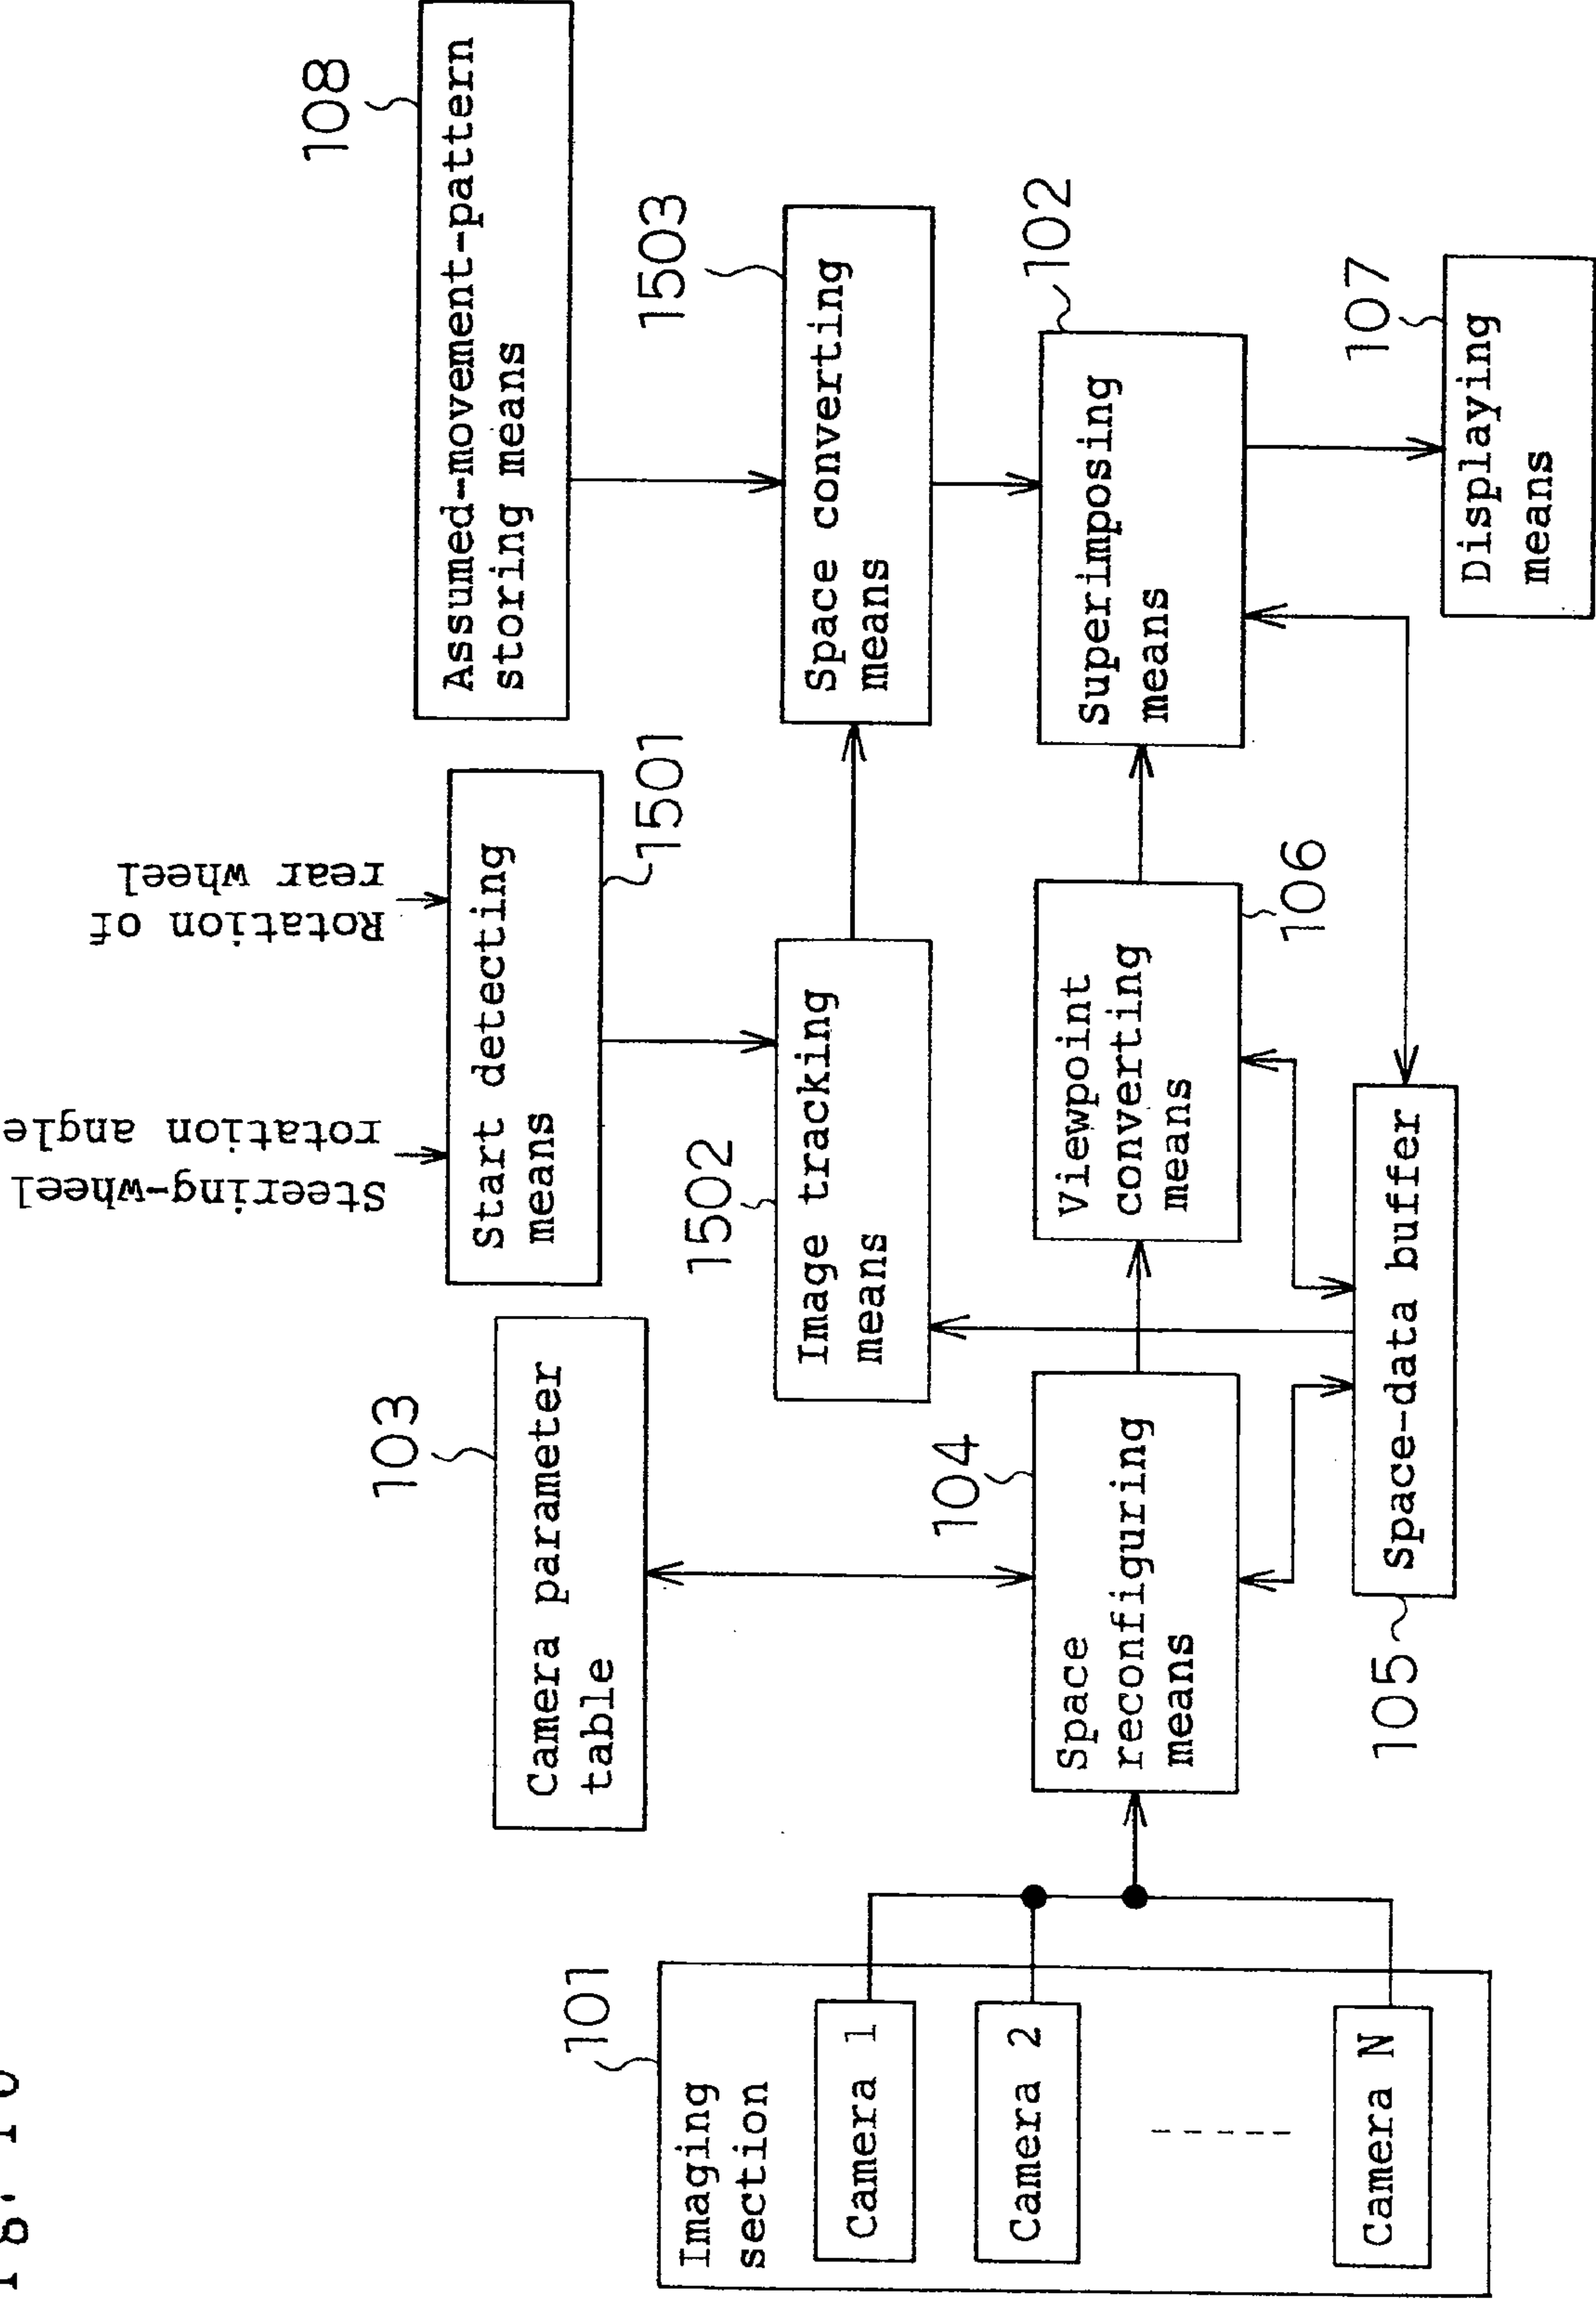 Steering-wheel
rotation angle
Rotation of
rear wheel
103
Camera parameter
table
Start detecting
means
1501
108
Assumed-movement-pattern
storing means
1502
Image tracking
means
1503
Space converting
means
101
Imaging
section
Camera 1
Camera 2
Camera N
104
Space
reconfiguring
means
Viewpoint
converting
means
106
102
Superimposing
means
105
Space-data buffer
107
Displaying
means